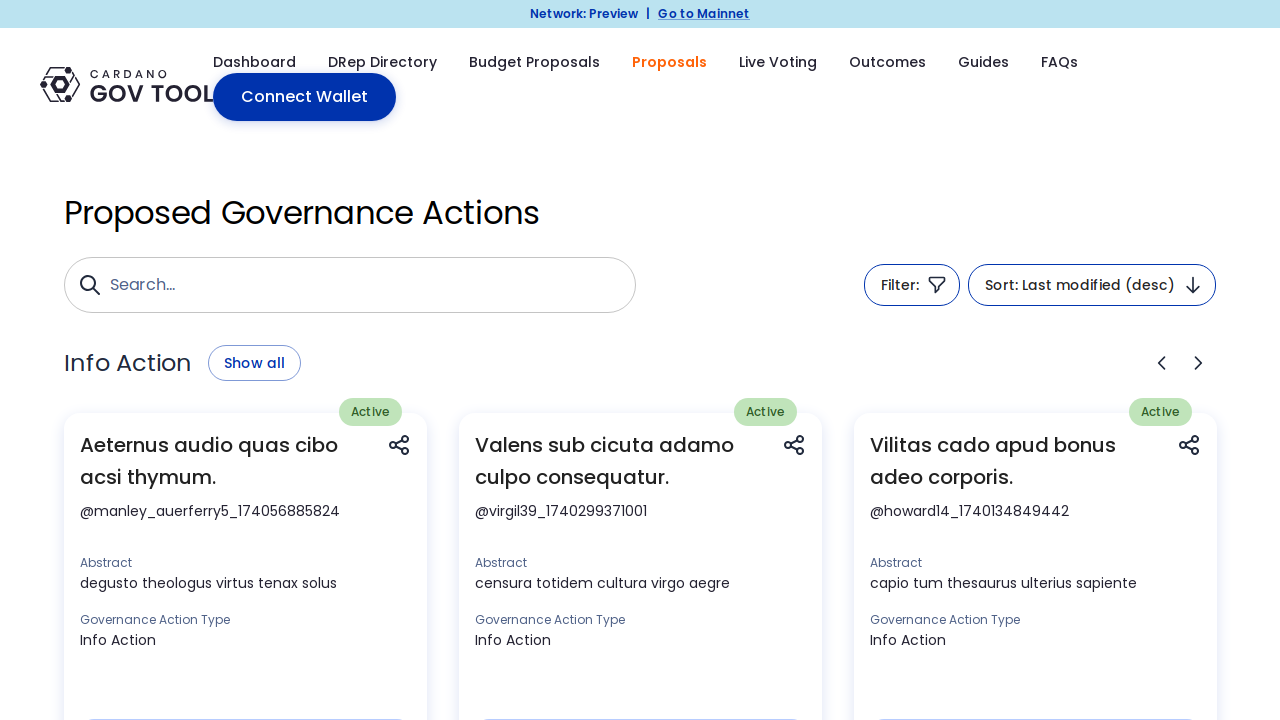 Network: Preview | Go to Mainnet
Dashboard DRep Directory Budget Proposals Proposals Live Voting Outcomes Guides FAQs
CARDANO
GOV TOOL
Connect Wallet
Proposed Governance Actions
Search...
Filter:
Sort: Last modified (desc)
Info Action
Show all
Active
Aeternus audio quas cibo
acsi thymum.
@manley_auerferry5_174056885824
Abstract
degusto theologus virtus tenax solus
Governance Action Type
Info Action
Active
Valens sub cicuta adamo
culpo consequatur.
@virgil39_1740299371001
Abstract
censura totidem cultura virgo aegre
Governance Action Type
Info Action
Active
Vilitas cado apud bonus
adeo corporis.
@howard14_1740134849442
Abstract
capio tum thesaurus ulterius sapiente
Governance Action Type
Info Action